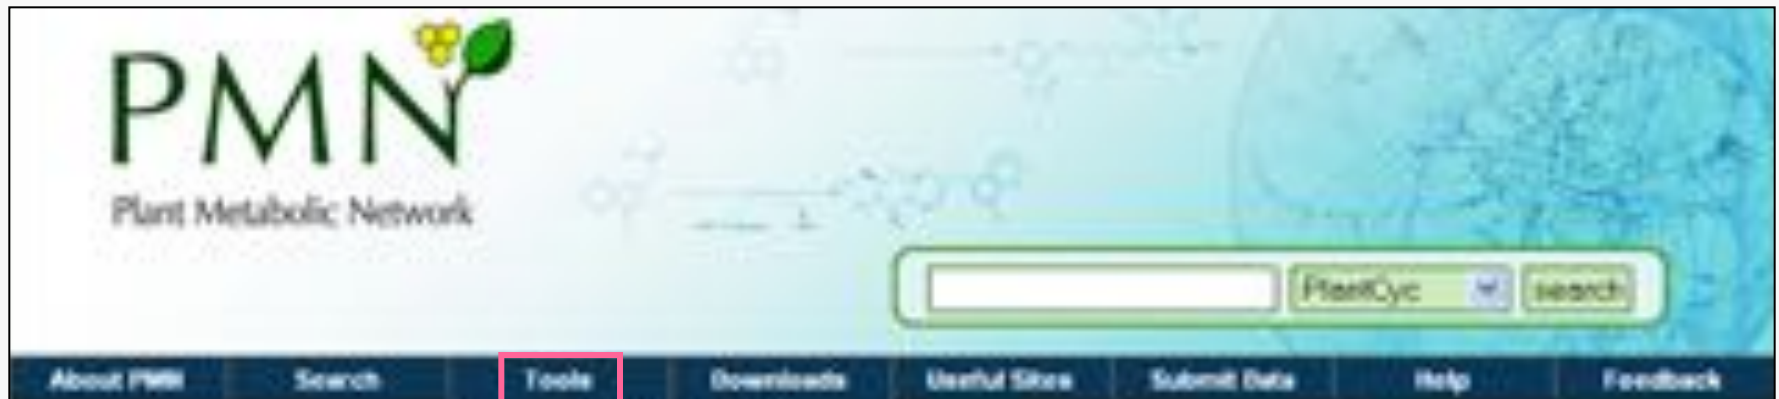 PMN
Plant Metabolic Network
PlantCyc search
About PMN Search Tools Downloads Useful Sites Submit Data Help Feedback